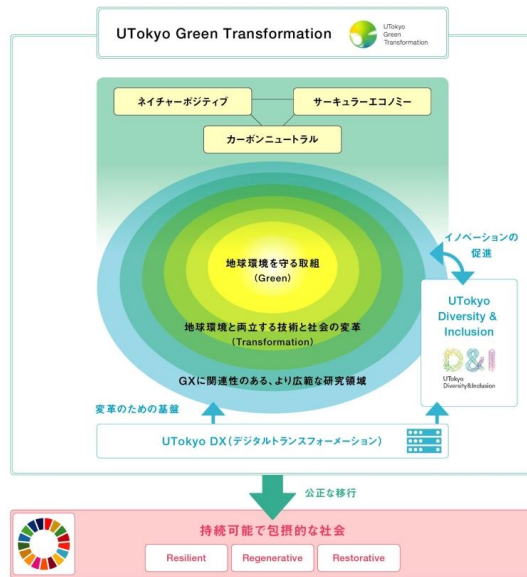 UTokyo Green Transformation
UTokyo
Green
Transformation
ネイチャーポジティブ
サーキュラーエコノミー
カーボンニュートラル
イノベーションの
促進
地球環境を守る取組
(Green)
地球環境と両立する技術と社会の変革
(Transformation)
GXに関連性のある、より広範な研究領域
UTokyo
Diversity &
Inclusion
D&I
UTokyo
Diversity&Inclusion
変革のための基盤
UTokyo DX(デジタルトランスフォーメーション)
公正な移行
持続可能で包摂的な社会
Resilient
Regenerative
Restorative